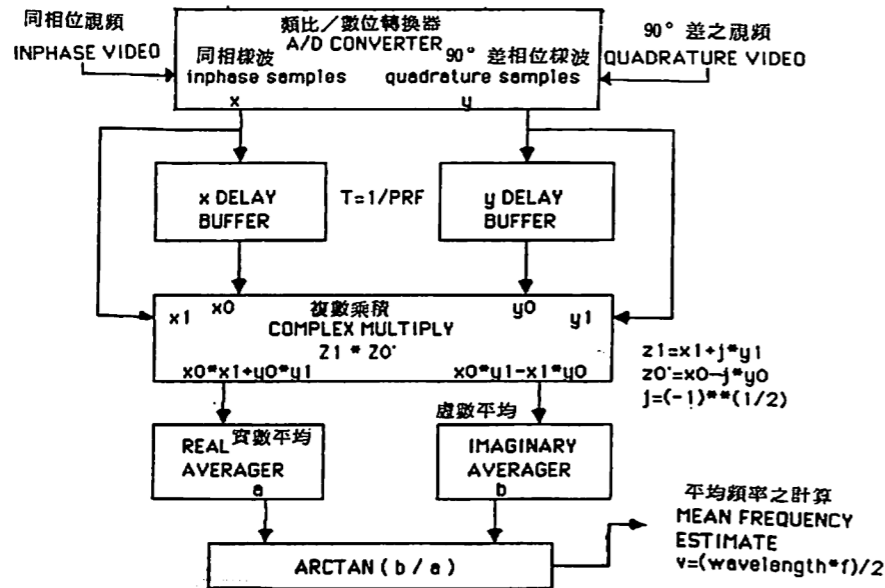 同相位視頻
INPHASE VIDEO
類比／數位轉換器
A/D CONVERTER
同相樣波
inphase samples
90° 差相位樣波
quadrature samples
90° 差之視頻
QUADRATURE VIDEO
x
y
x DELAY
BUFFER
T=1/PRF
y DELAY
BUFFER
x1
x0
複數乘積
COMPLEX MULTIPLY
Z1 * Z0'
y0
y1
x0*x1+y0*y1
x0*y1-x1*y0
z1=x1+j*y1
z0'=x0-j*y0
j=(-1)**(1/2)
實數平均
REAL
AVERAGER
a
虛數平均
IMAGINARY
AVERAGER
b
ARCTAN ( b / a )
平均頻率之計算
MEAN FREQUENCY
ESTIMATE
v=(wavelength*f)/2